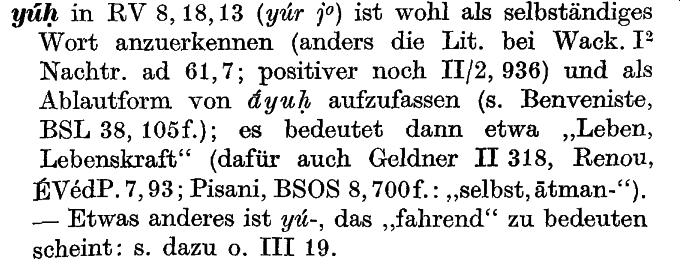 yúḥ in RV 8, 18, 13 (yúr jº) ist wohl als selbständiges
Wort anzuerkennen (anders die Lit. bei Wack. I²
Nachtr. ad 61, 7; positiver noch II/2, 936) und als
Ablautform von ā́yuḥ aufzufassen (s. Benveniste,
BSL 38, 105f.); es bedeutet dann etwa „Leben,
Lebenskraft“ (dafür auch Geldner II 318, Renou,
ÉVédP. 7, 93; Pisani, BSOS 8, 700f.: „selbst, ātman-“).
— Etwas anderes ist yú-, das „fahrend“ zu bedeuten
scheint: s. dazu o. III 19.